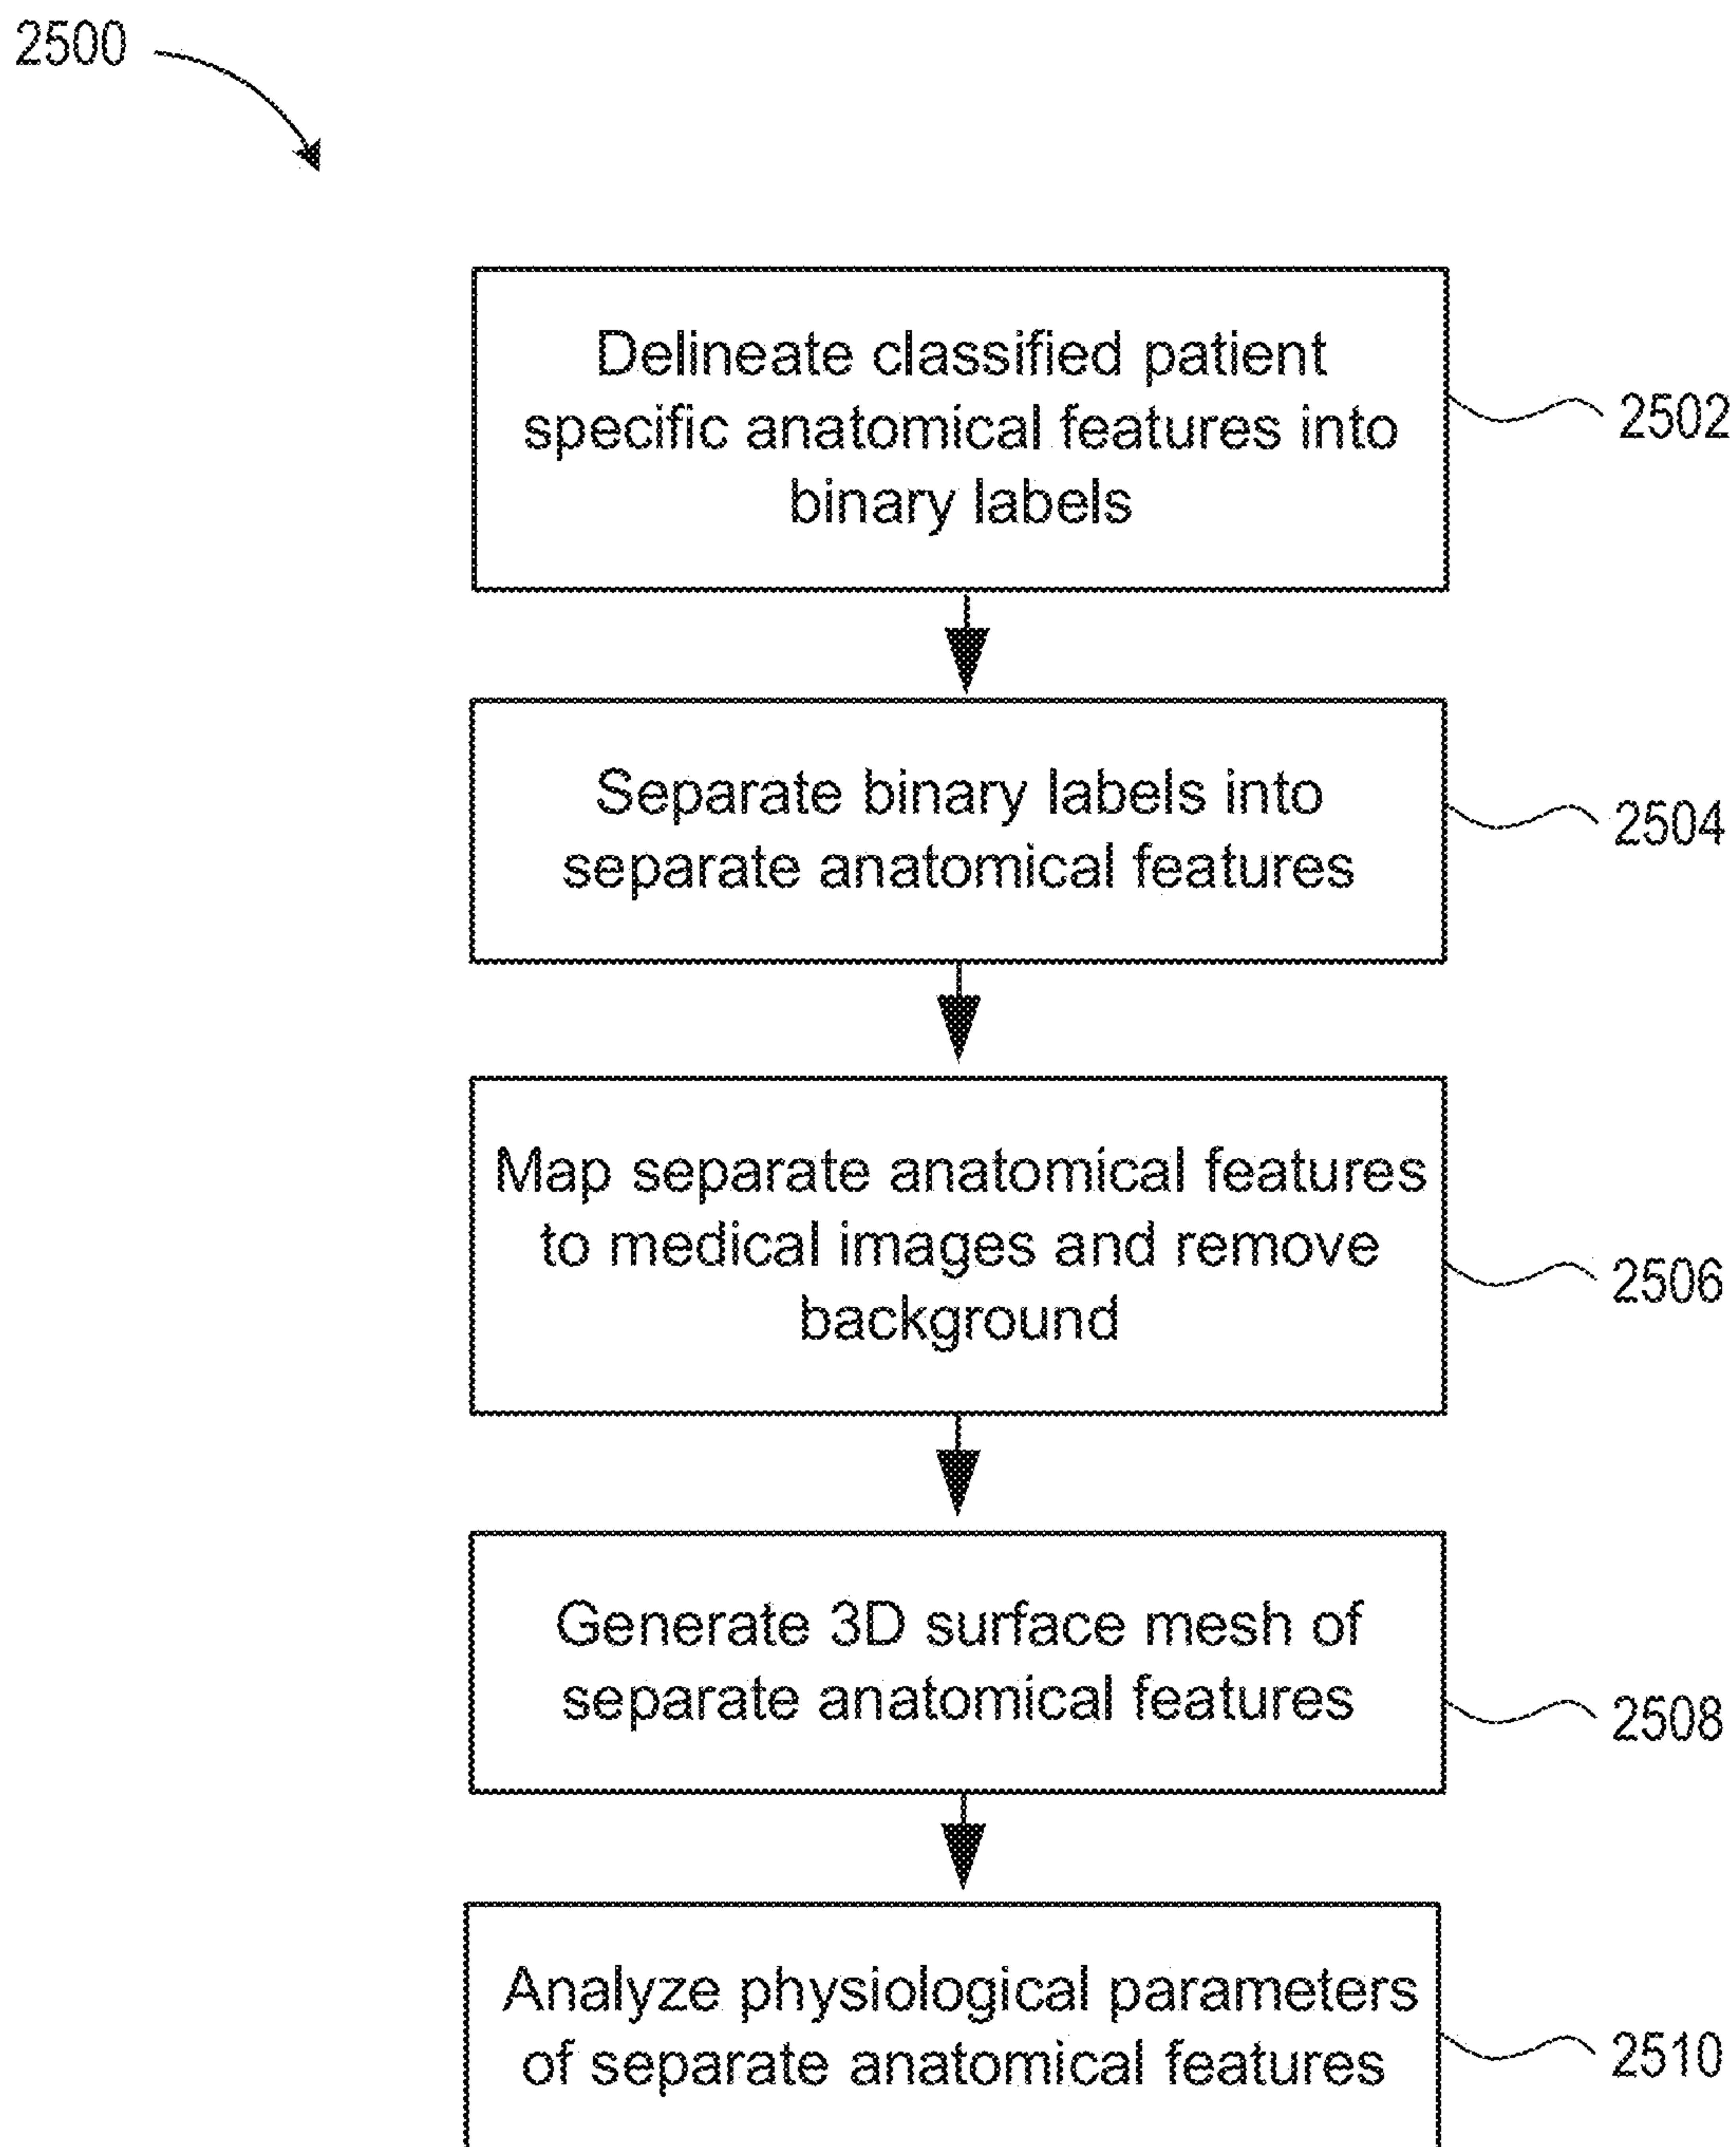 2500
Delineate classified patient
specific anatomical features into
binary labels
2502
Separate binary labels into
separate anatomical features
2504
Map separate anatomical features
to medical images and remove
background
2506
Generate 3D surface mesh of
separate anatomical features
2508
Analyze physiological parameters
of separate anatomical features
2510